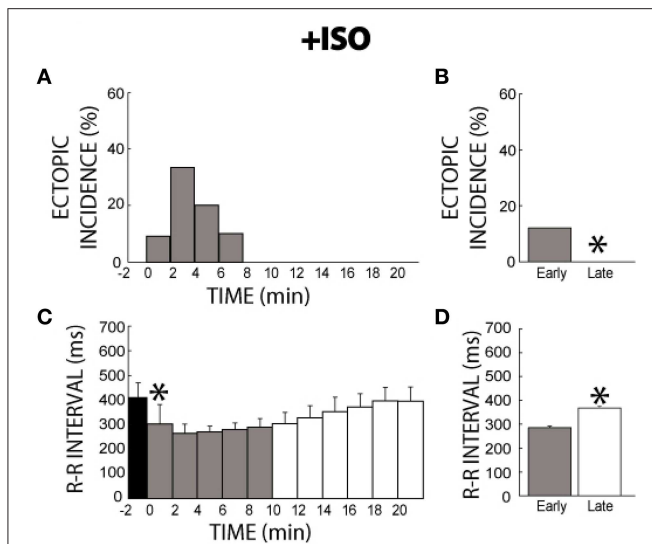 +ISO
A
ECTOPIC
INCIDENCE (%)
60
40
20
0
-2 0 2 4 6 8 10 12 14 16 18 20
TIME (min)
B
ECTOPIC
INCIDENCE (%)
60
40
20
0
*
Early Late
C
R-R INTERVAL (ms)
700
600
500
400
300
200
100
0
*
-2 0 2 4 6 8 10 12 14 16 18 20
TIME (min)
D
R-R INTERVAL (ms)
700
600
500
400
300
200
100
0
*
Early Late